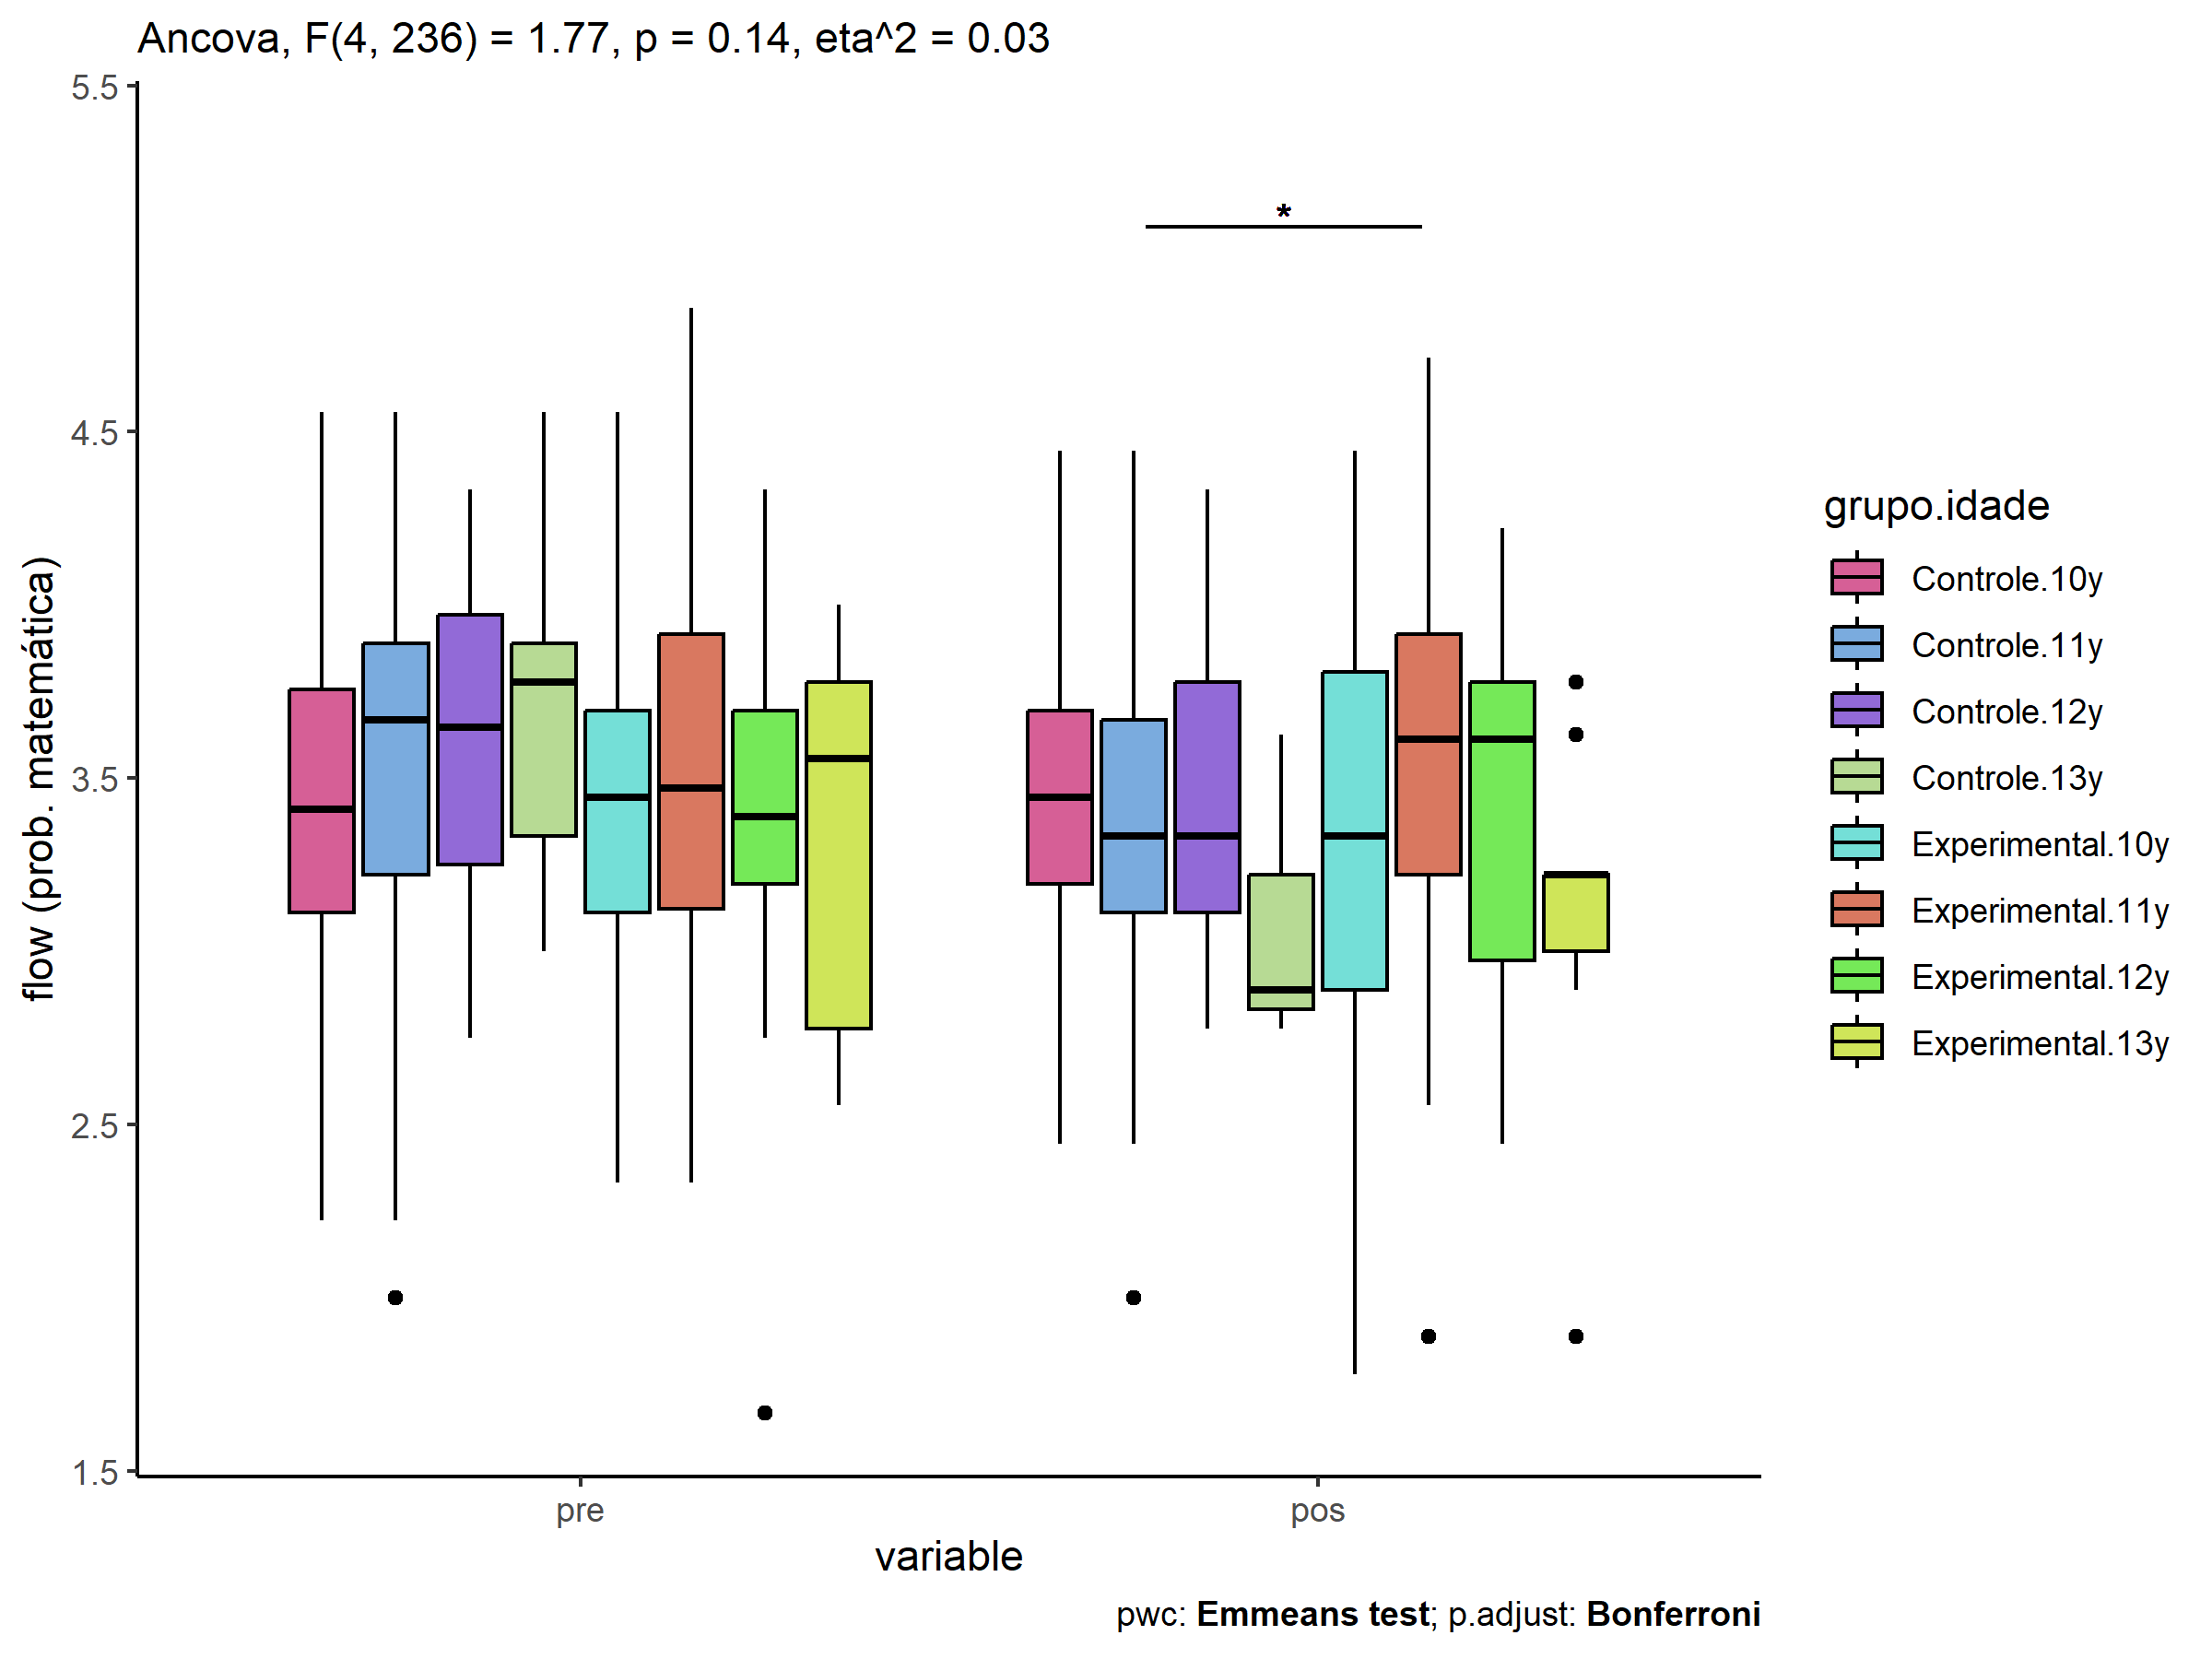 Ancova, F(4, 236) = 1.77, p = 0.14, eta^2 = 0.03
5.5
4.5
3.5
2.5
1.5
flow (prob. matemática)
*
pre
pos
variable
pwc: Emmeans test; p.adjust: Bonferroni
grupo.idade
Controle.10y
Controle.11y
Controle.12y
Controle.13y
Experimental.10y
Experimental.11y
Experimental.12y
Experimental.13y